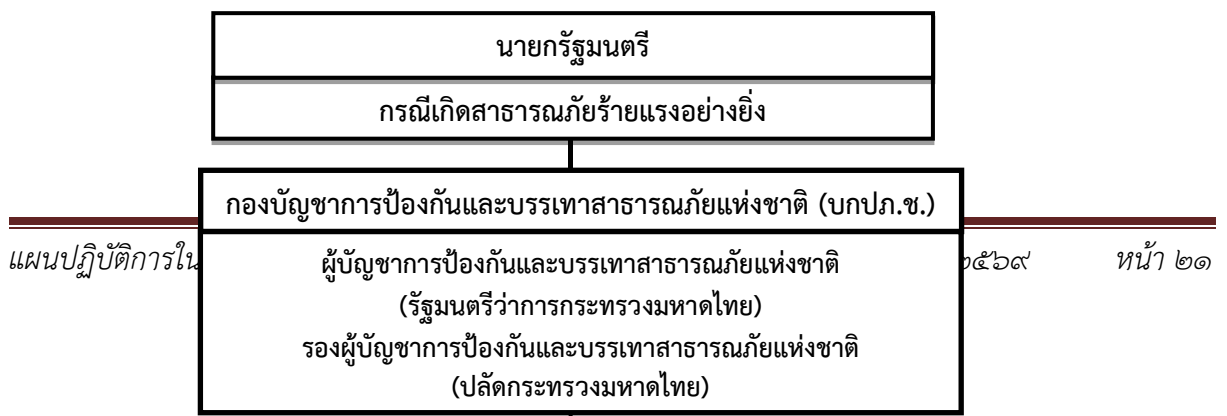 นายกรัฐมนตรี
กรณีเกิดสาธารณภัยร้ายแรงอย่างยิ่ง
กองบัญชาการป้องกันและบรรเทาสาธารณภัยแห่งชาติ (บกปภ.ช.)
ผู้บัญชาการป้องกันและบรรเทาสาธารณภัยแห่งชาติ
(รัฐมนตรีว่าการกระทรวงมหาดไทย)
รองผู้บัญชาการป้องกันและบรรเทาสาธารณภัยแห่งชาติ
(ปลัดกระทรวงมหาดไทย)
แผนปฏิบัติการใน ๒๕๖๙ หน้า ๒๑